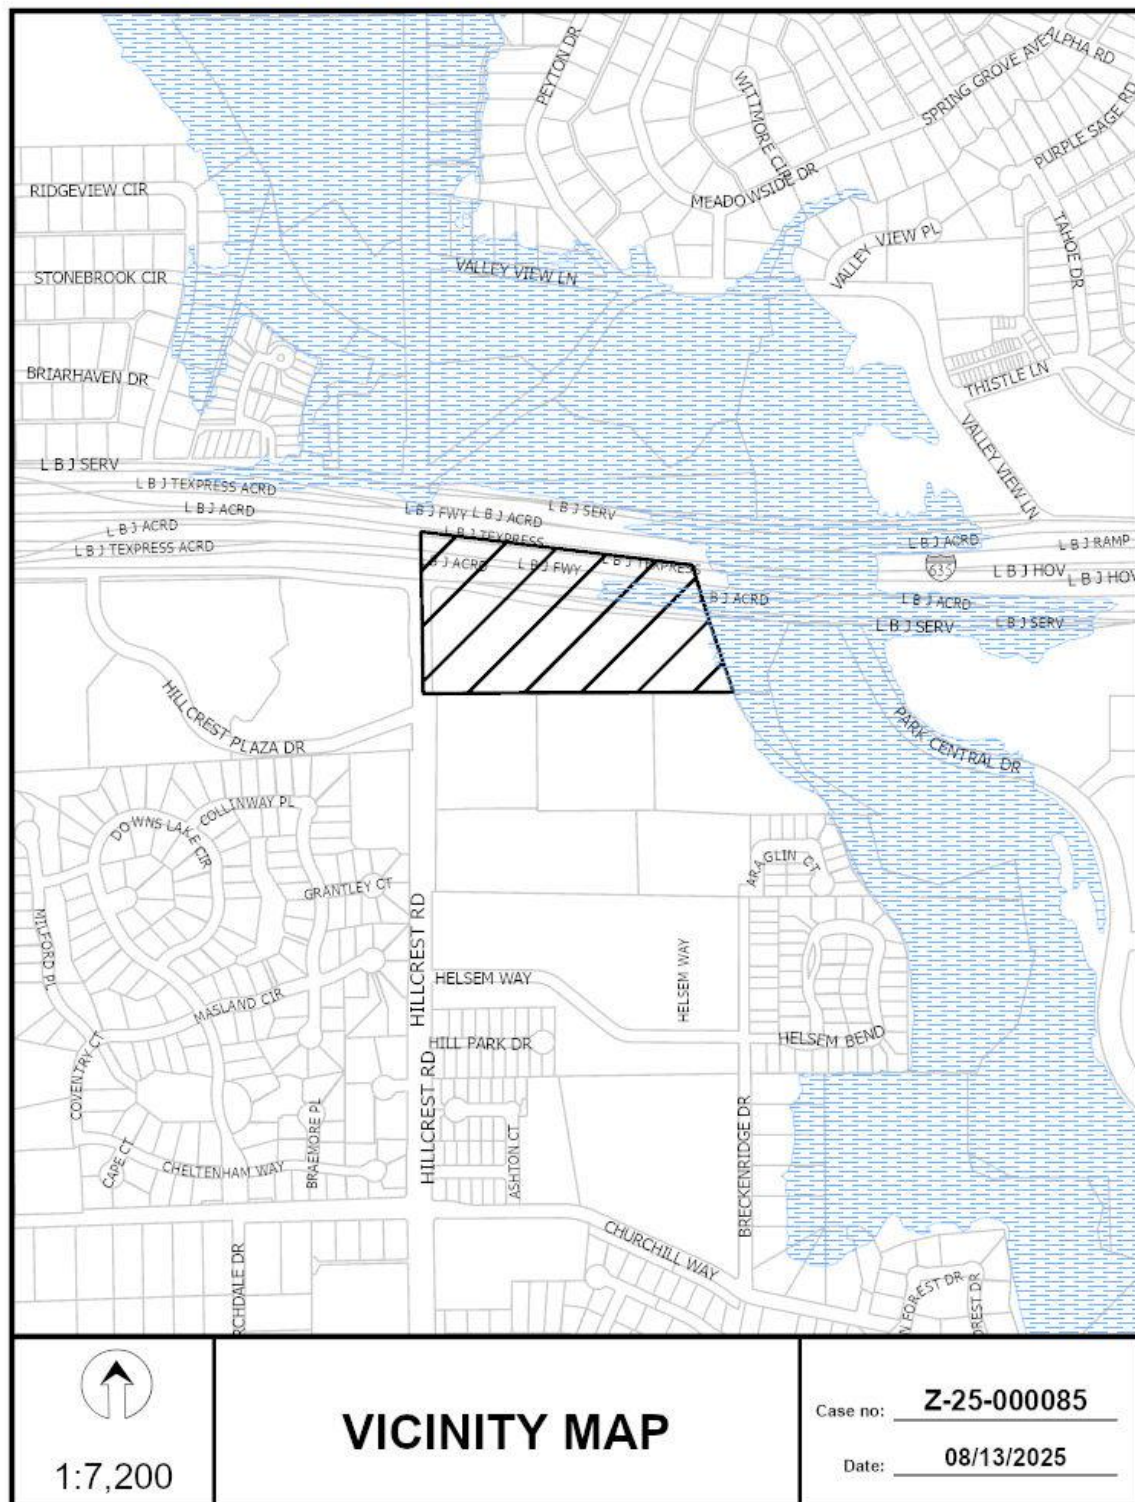 PEYTON DR
WITTMORE CIR
SPRING GROVE AVE
ALPHA RD
PURPLE SAGE RD
RIDGEVIEW CIR
MEADOWSIDE DR
VALLEY VIEW PL
TAHOE DR
STONEBROOK CIR
VALLEY VIEW LN
BRIARHAVEN DR
THISTLE LN
VALLEY VIEW LN
L B J SERV
L B J TEXPRESS ACRD
L B J ACRD
L B J ACRD
L B J TEXPRESS ACRD
L B J FWY
L B J ACRD
L B J SERV
L B J TEXPRESS
B J ACRD
L B J FWY
L B J TEXPRESS
L B J ACRD
L B J ACRD
L B J RAMP
635
L B J HOV
L B J HOV
L B J ACRD
L B J SERV
L B J SERV
HILLCREST PLAZA DR
PARK CENTRAL DR
COLLINWAY PL
DOWNS LAKE CIR
GRANTLEY CT
ARAGLIN CT
MILFORD PL
HILLCREST RD
HELSEM WAY
HELSEM WAY
MASLAND CIR
HILL PARK DR
HELSEM BEND
COVENTRY CT
HILLCREST RD
BRAEMORE PL
CAPE CT
CHELTENHAM WAY
ASHTON CT
BRECKENRIDGE DR
CHURCHILL WAY
RCHDALE DR
N FOREST DR
OREST DR
1:7,200
VICINITY MAP
Case no: Z-25-000085
Date: 08/13/2025